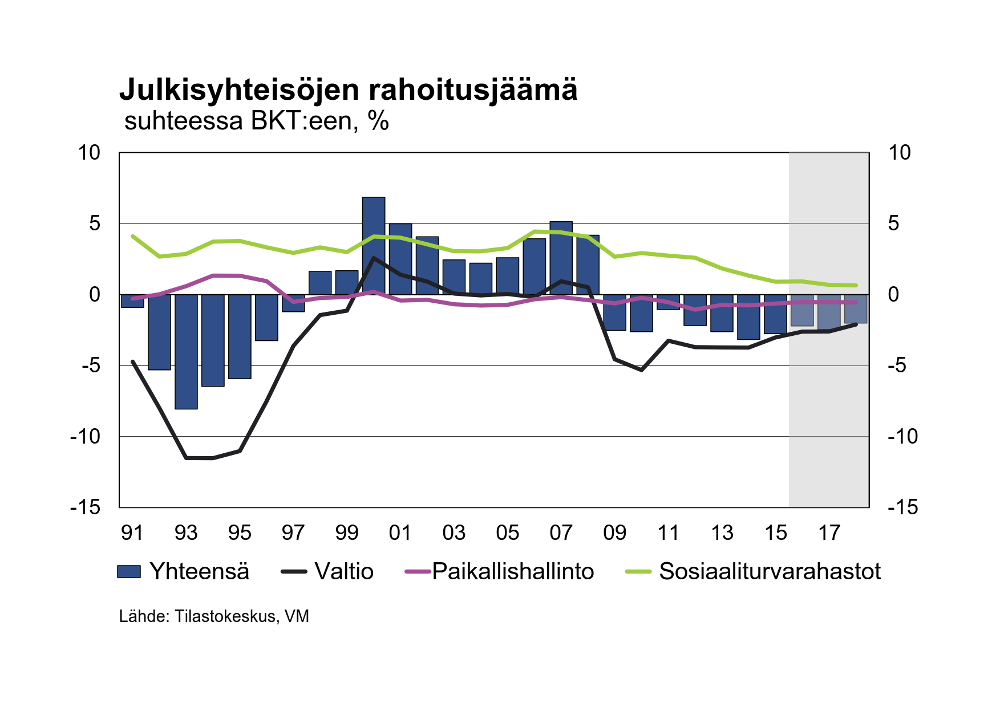 Julkisyhteisöjen rahoitusjäämä
suhteessa BKT:een, %
10 10
5 5
0 0
-5 -5
-10 -10
-15 -15
91 93 95 97 99 01 03 05 07 09 11 13 15 17
Yhteensä Valtio Paikallishallinto Sosiaaliturvarahastot
Lähde: Tilastokeskus, VM